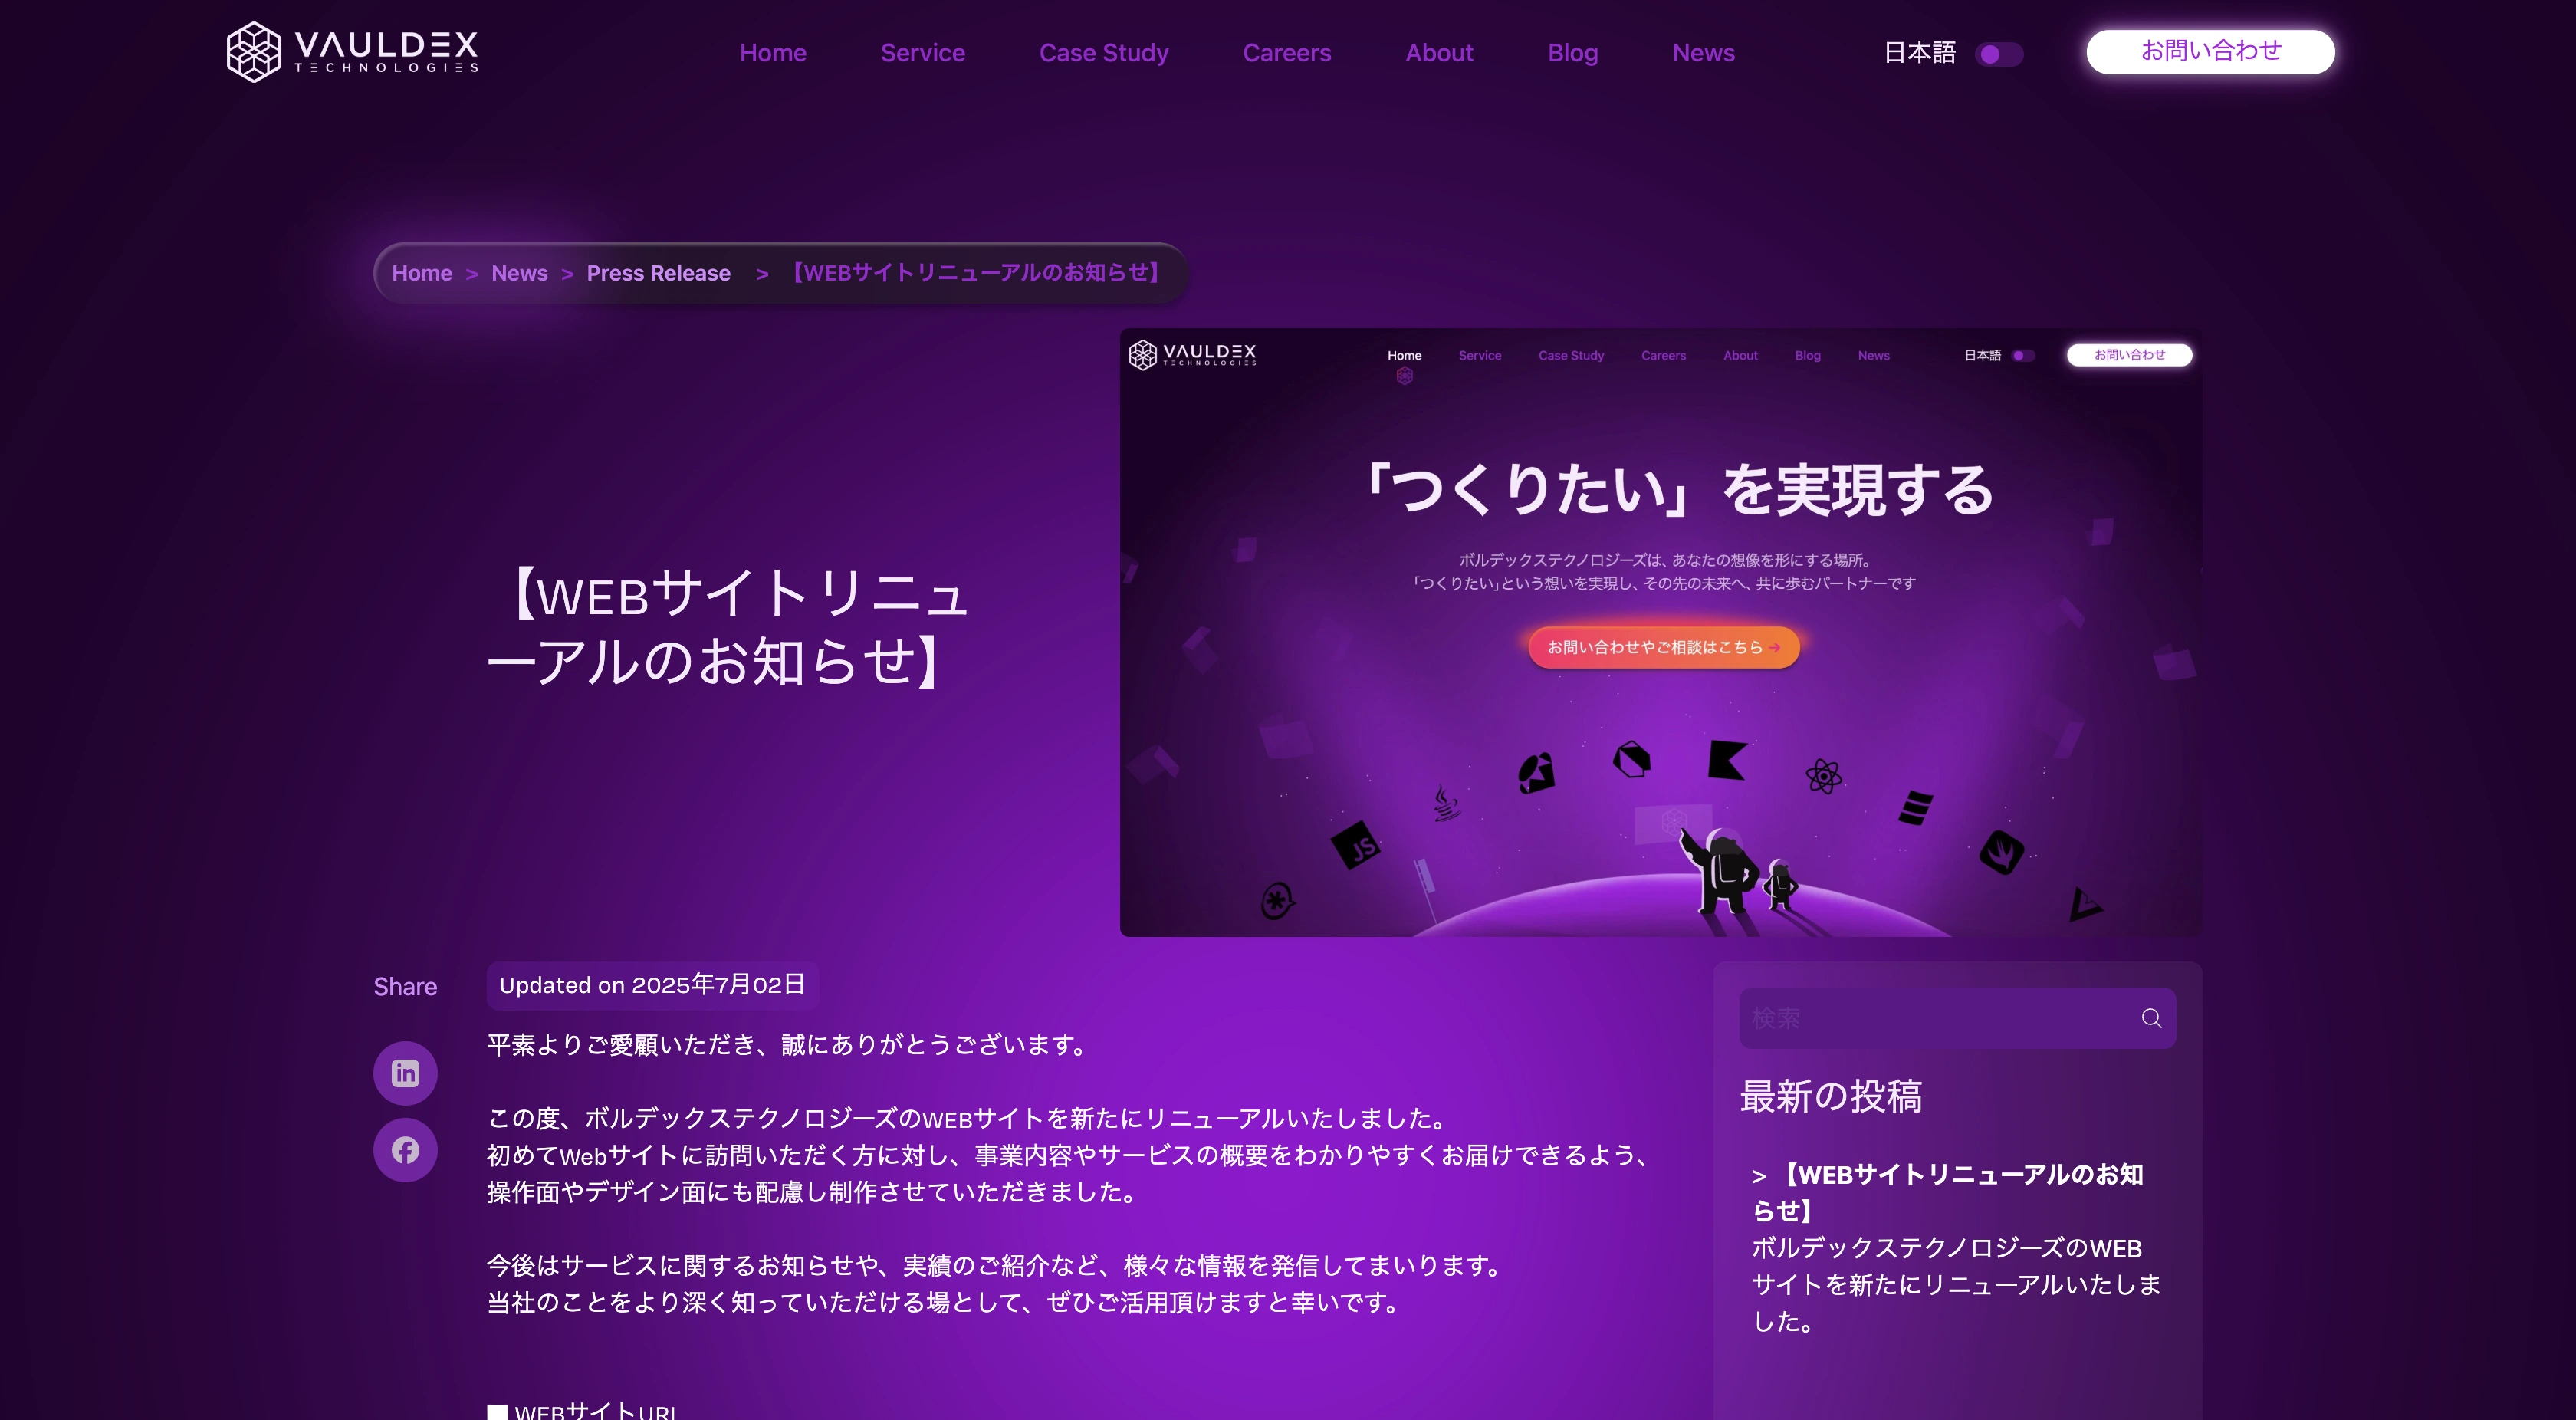 VAULDEX
TECHNOLOGIES
Home
Service
Case Study
Careers
About
Blog
News
日本語
お問い合わせ
Home > News > Press Release > 【WEBサイトリニューアルのお知らせ】
【WEBサイトリニュ
ーアルのお知らせ】
VAULDEX
TECHNOLOGIES
Home
Service
Case Study
Careers
About
Blog
News
日本語
お問い合わせ
「つくりたい」を実現する
ボルデックステクノロジーズは、あなたの想像を形にする場所。
「つくりたい」という想いを実現し、その先の未来へ、共に歩むパートナーです
お問い合わせやご相談はこちら →
JS
Share
in
f
Updated on 2025年7月02日
平素よりご愛顧いただき、誠にありがとうございます。
この度、ボルデックステクノロジーズのWEBサイトを新たにリニューアルいたしました。
初めてWebサイトに訪問いただく方に対し、事業内容やサービスの概要をわかりやすくお届けできるよう、
操作面やデザイン面にも配慮し制作させていただきました。
今後はサービスに関するお知らせや、実績のご紹介など、様々な情報を発信してまいります。
当社のことをより深く知っていただける場として、ぜひご活用頂けますと幸いです。
■ WEBサイトURL
検索
最新の投稿
> 【WEBサイトリニューアルのお知
らせ】
ボルデックステクノロジーズのWEB
サイトを新たにリニューアルいたしま
した。